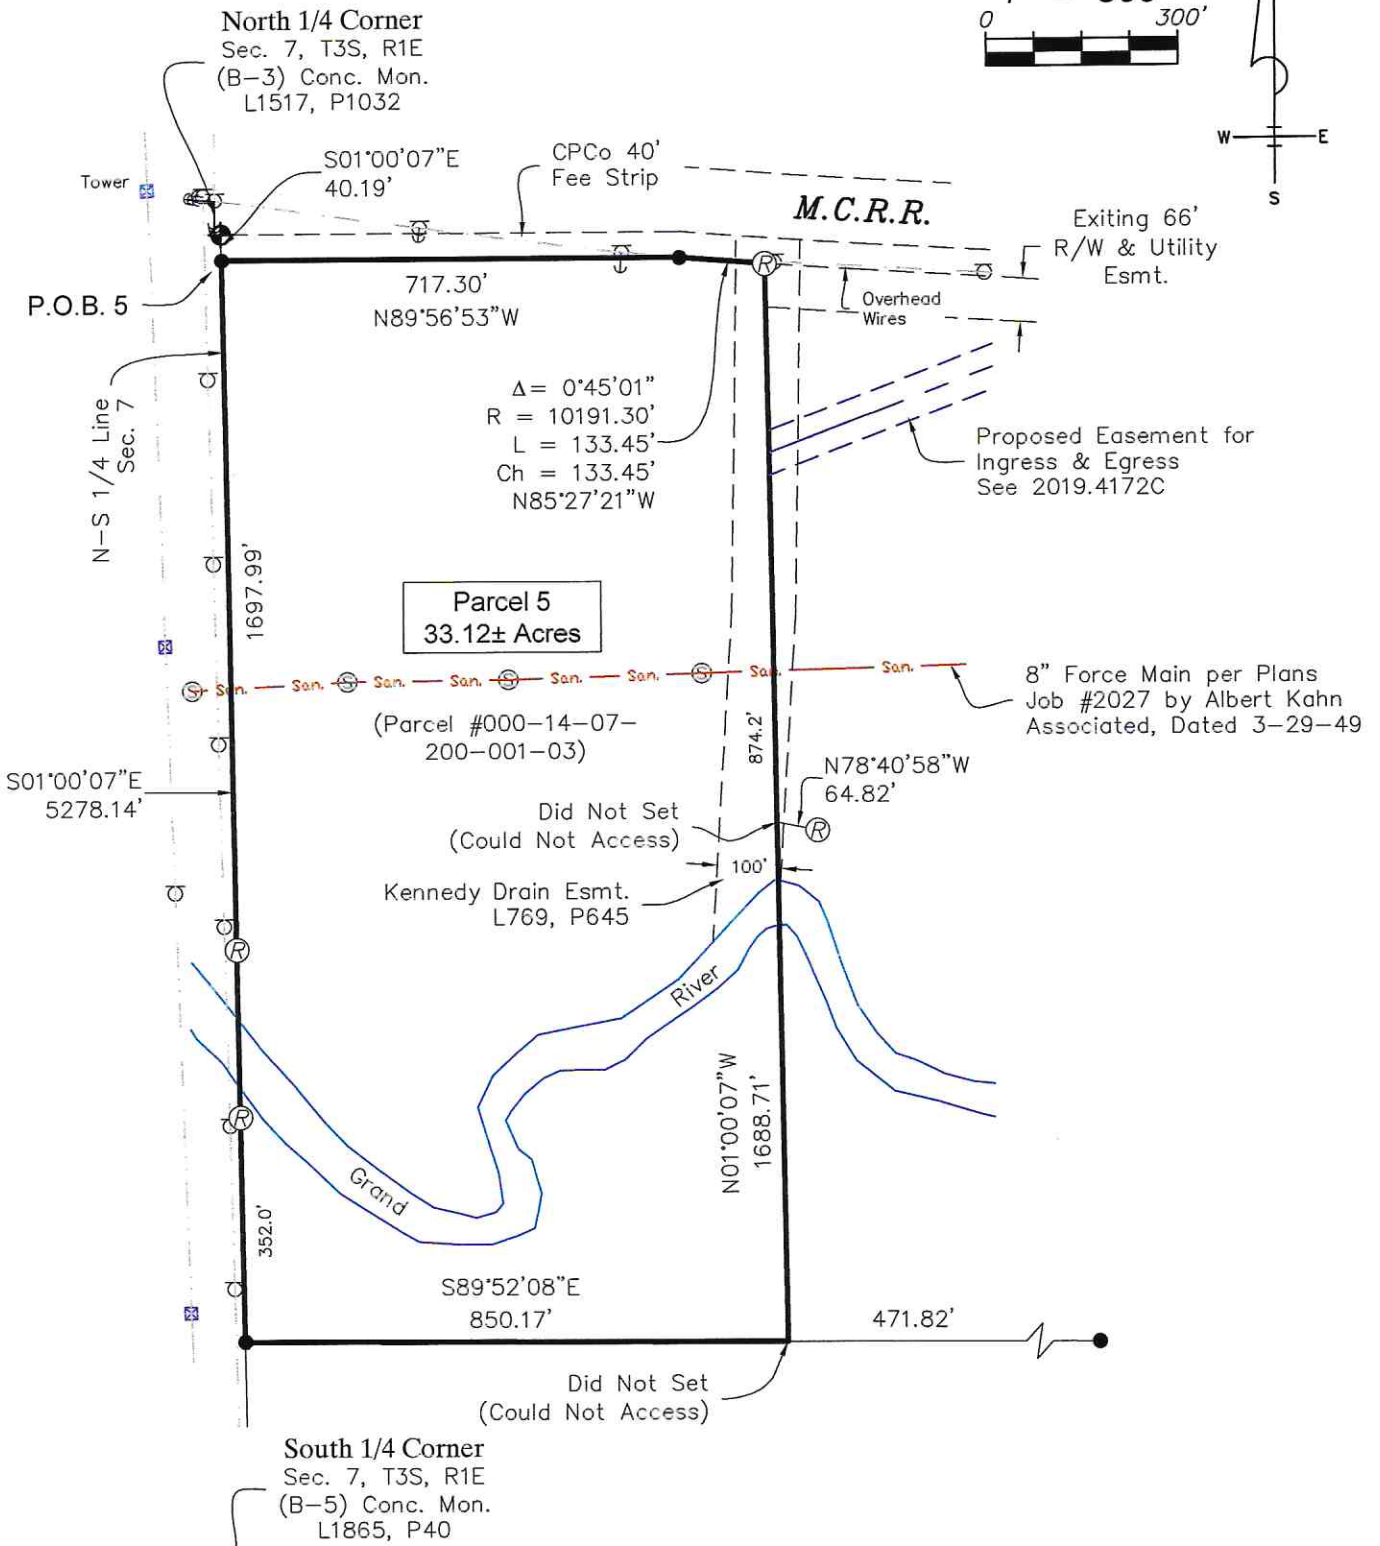 North 1/4 Corner
Sec. 7, T3S, R1E
(B-3) Conc. Mon.
L1517, P1032
0
300'
W
E
S
S01°00'07"E
40.19'
CPCo 40'
Fee Strip
Tower
M.C.R.R.
Exiting 66'
R/W & Utility
Esmt.
P.O.B. 5
717.30'
N89°56'53"W
Overhead
Wires
R
N-S 1/4 Line
Sec. 7
Δ= 0°45'01"
R = 10191.30'
L = 133.45'
Ch = 133.45'
N85°27'21"W
Proposed Easement for
Ingress & Egress
See 2019.4172C
1697.99'
Parcel 5
33.12± Acres
S San. San. S San. San. S San. San. S San. San.
8" Force Main per Plans
Job #2027 by Albert Kahn
Associated, Dated 3-29-49
(Parcel #000-14-07-
200-001-03)
874.2'
S01°00'07"E
5278.14'
N78°40'58"W
64.82'
R
Did Not Set
(Could Not Access)
100'
Kennedy Drain Esmt.
L769, P645
R
River
N01°00'07"W
1688.71'
R
Grand
352.0'
S89°52'08"E
850.17'
471.82'
Did Not Set
(Could Not Access)
South 1/4 Corner
Sec. 7, T3S, R1E
(B-5) Conc. Mon.
L1865, P40